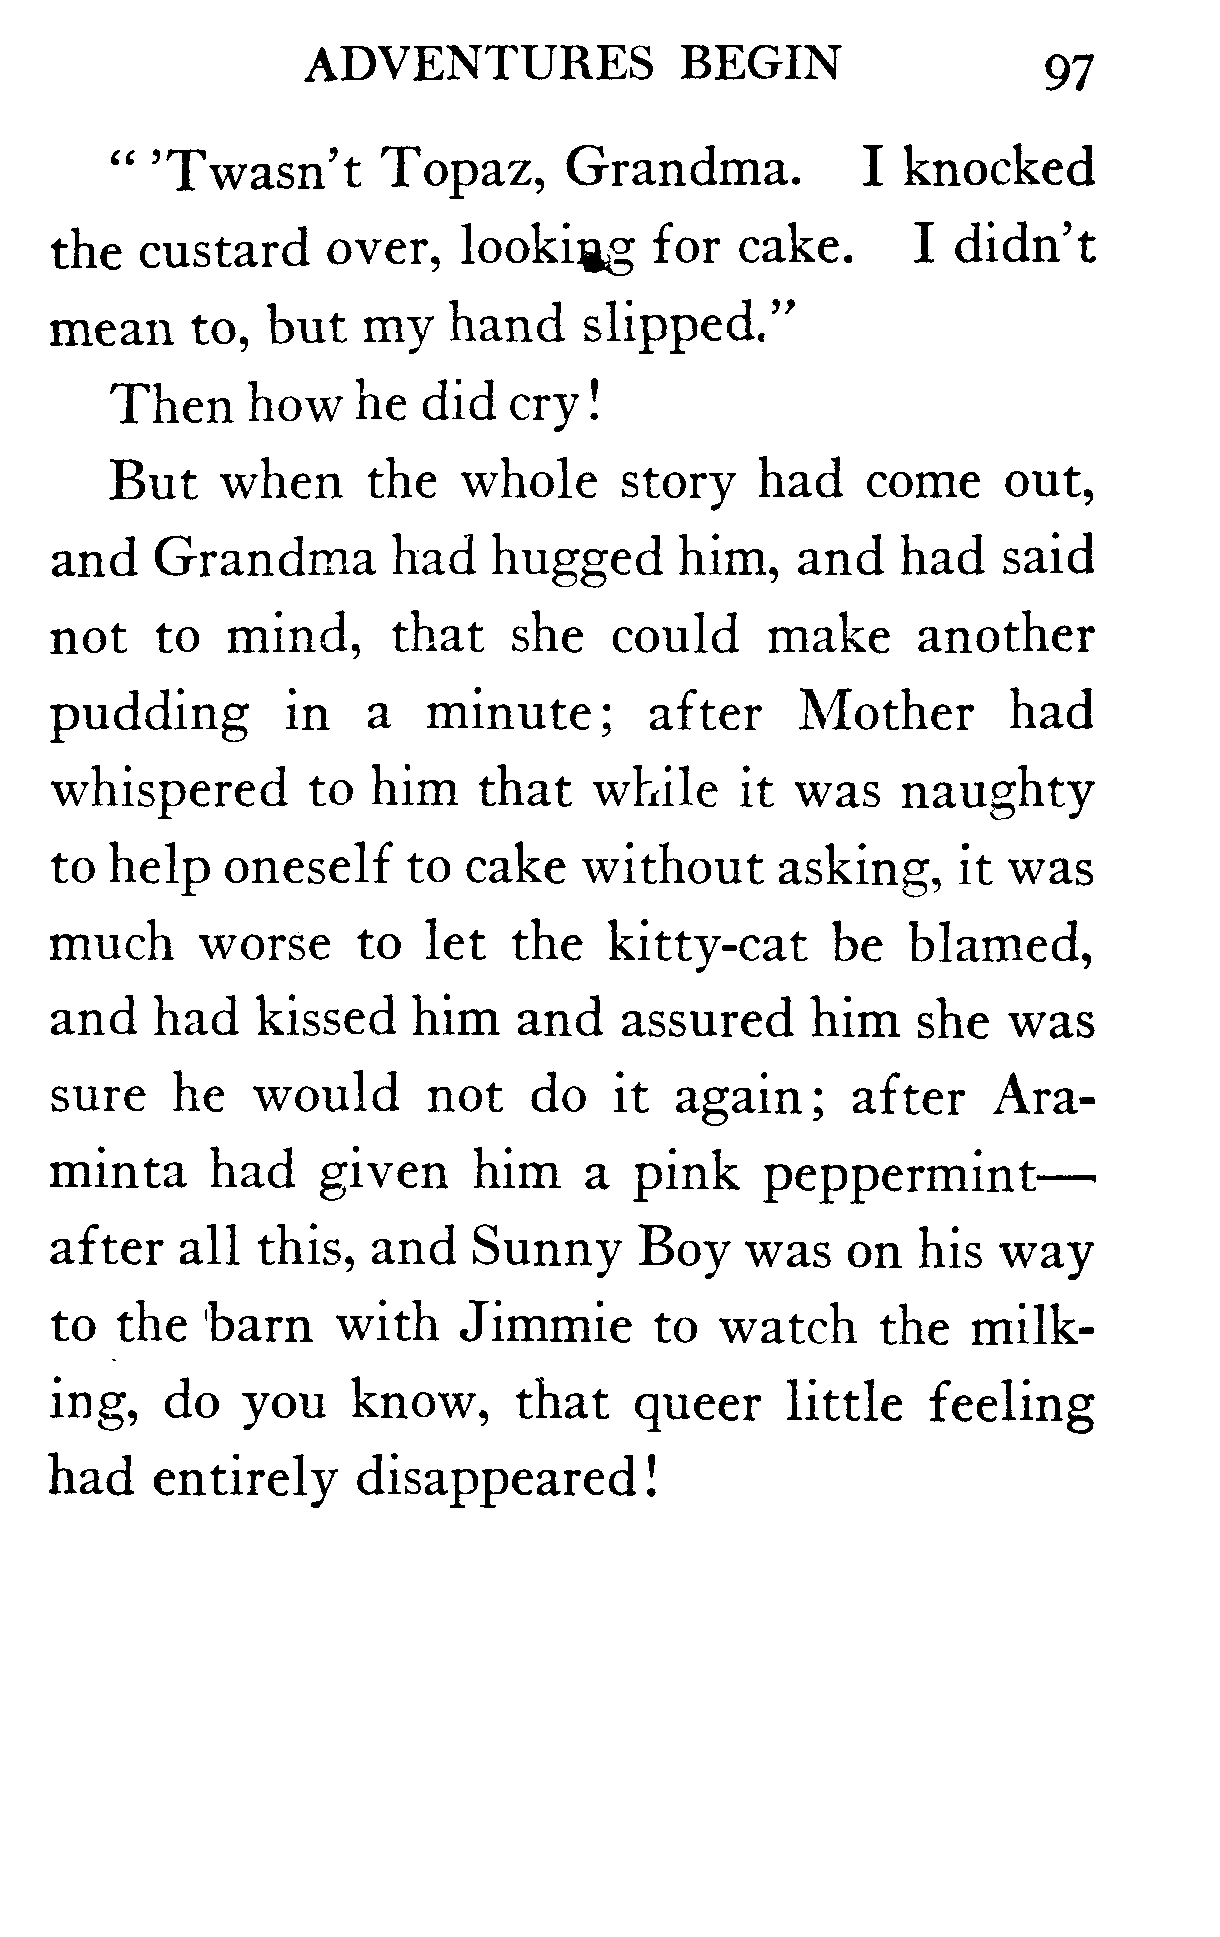 ADVENTURES BEGIN 97
“ ’Twasn’t Topaz, Grandma. I knocked
the custard over, looking for cake. I didn’t
mean to, but my hand slipped.”
Then how he did cry!
But when the whole story had come out,
and Grandma had hugged him, and had said
not to mind, that she could make another
pudding in a minute; after Mother had
whispered to him that while it was naughty
to help oneself to cake without asking, it was
much worse to let the kitty-cat be blamed,
and had kissed him and assured him she was
sure he would not do it again; after Ara-
minta had given him a pink peppermint—
after all this, and Sunny Boy was on his way
to the barn with Jimmie to watch the milk-
ing, do you know, that queer little feeling
had entirely disappeared!